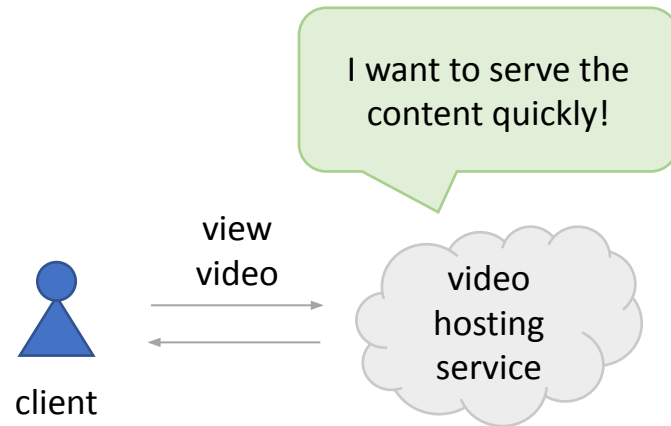 I want to serve the
content quickly!
view
video
video
hosting
service
client